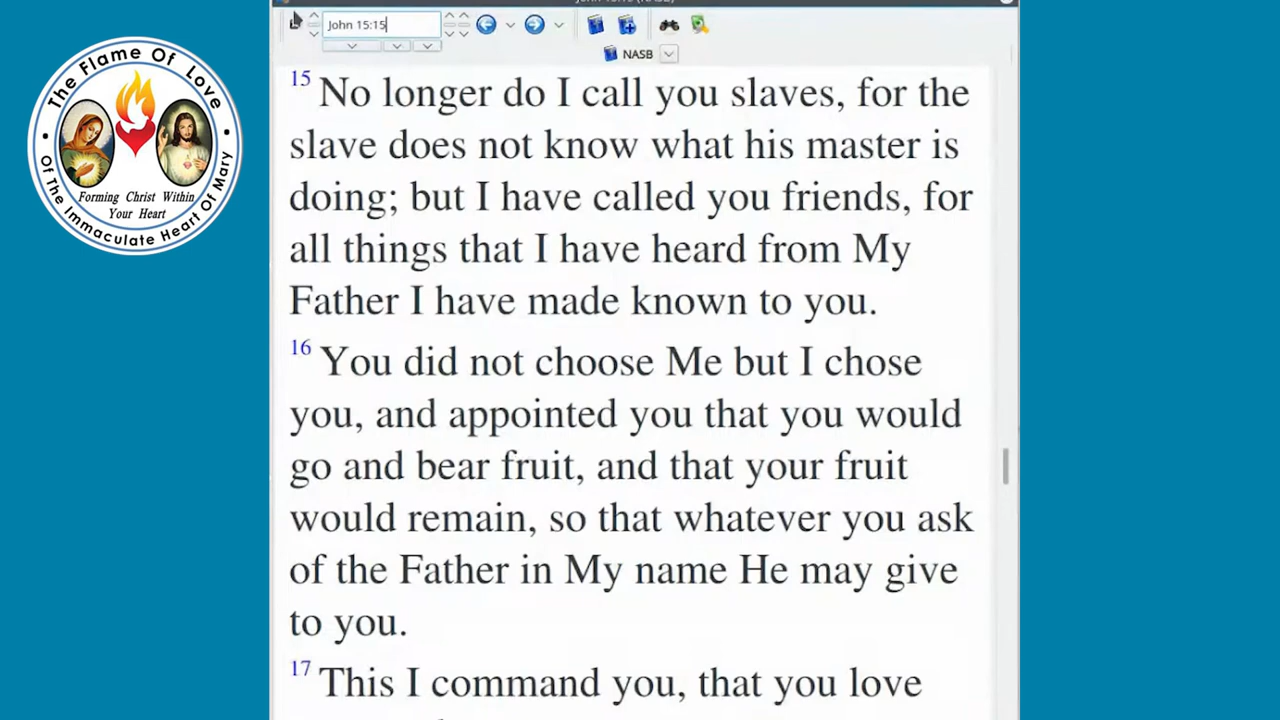 The Flame Of Love
Of The Immaculate Heart Of Mary
Forming Christ Within
Your Heart
John 15:15
NASB
15 No longer do I call you slaves, for the
slave does not know what his master is
doing; but I have called you friends, for
all things that I have heard from My
Father I have made known to you.
16 You did not choose Me but I chose
you, and appointed you that you would
go and bear fruit, and that your fruit
would remain, so that whatever you ask
of the Father in My name He may give
to you.
17 This I command you, that you love